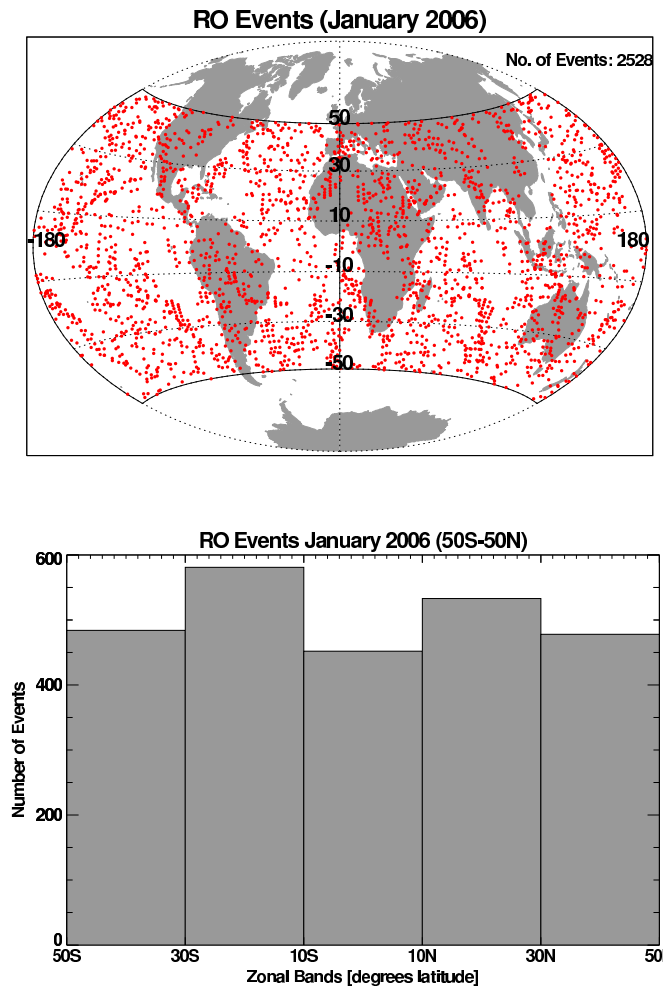 RO Events (January 2006)
No. of Events: 2528
50
30
10
-180
180
-10
-30
-50
RO Events January 2006 (50S-50N)
600
400
200
0
Number of Events
50S
30S
10S
10N
30N
50
Zonal Bands [degrees latitude]